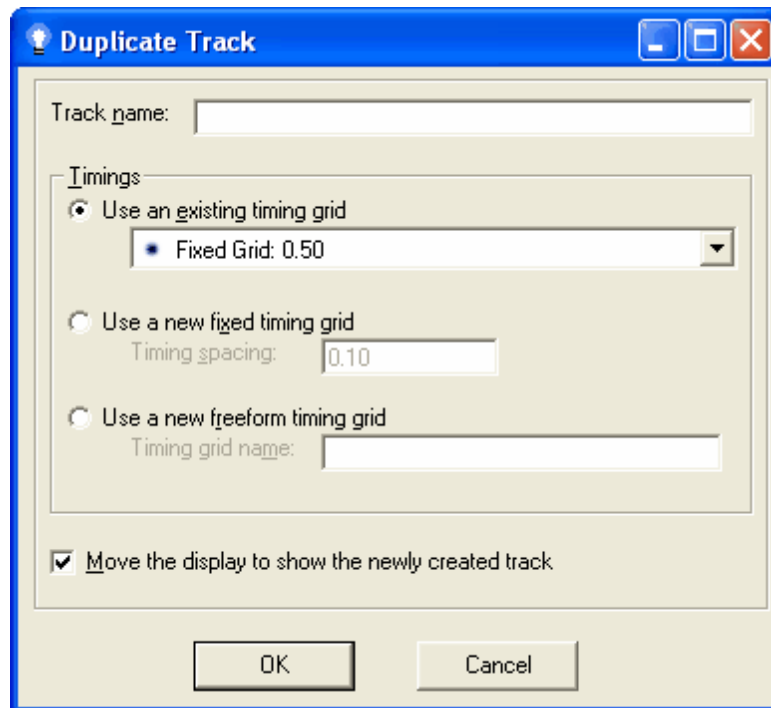 Duplicate Track
Track name:
Timings
Use an existing timing grid
Fixed Grid: 0.50
Use a new fixed timing grid
Timing spacing: 0.10
Use a new freeform timing grid
Timing grid name:
Move the display to show the newly created track
OK Cancel